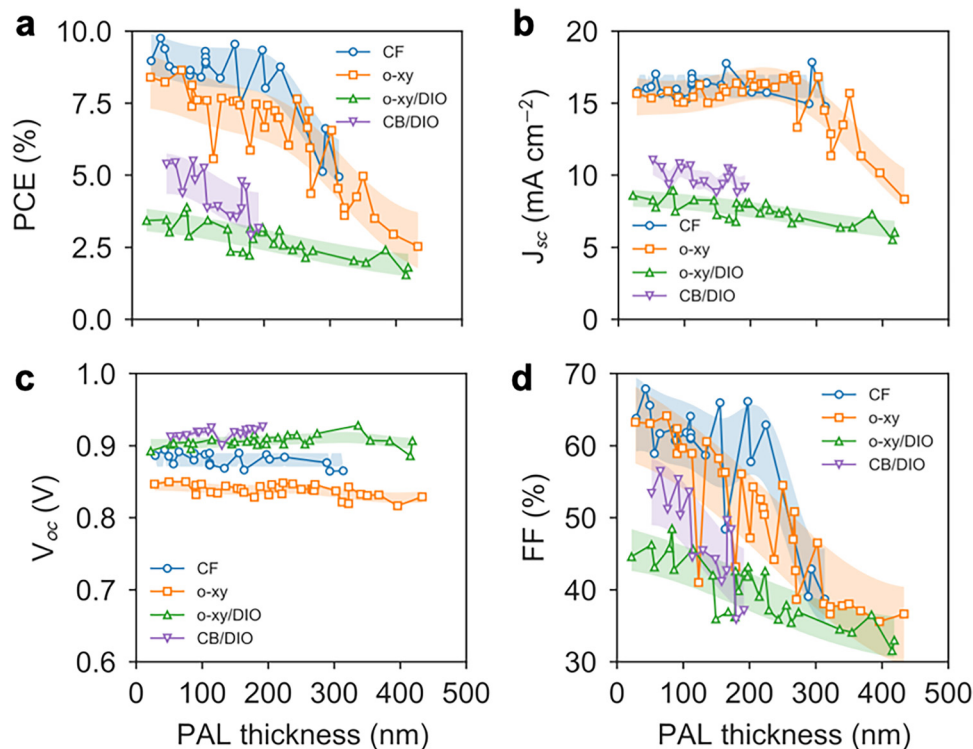 a
10.0
7.5
5.0
2.5
0.0
PCE (%)
CF
o-xy
o-xy/DIO
CB/DIO
b
20
15
10
5
0
J_sc (mA cm⁻²)
CF
o-xy
o-xy/DIO
CB/DIO
c
1.0
0.9
0.8
0.7
0.6
V_oc (V)
CF
o-xy
o-xy/DIO
CB/DIO
0 100 200 300 400 500
PAL thickness (nm)
d
70
60
50
40
30
FF (%)
CF
o-xy
o-xy/DIO
CB/DIO
0 100 200 300 400 500
PAL thickness (nm)